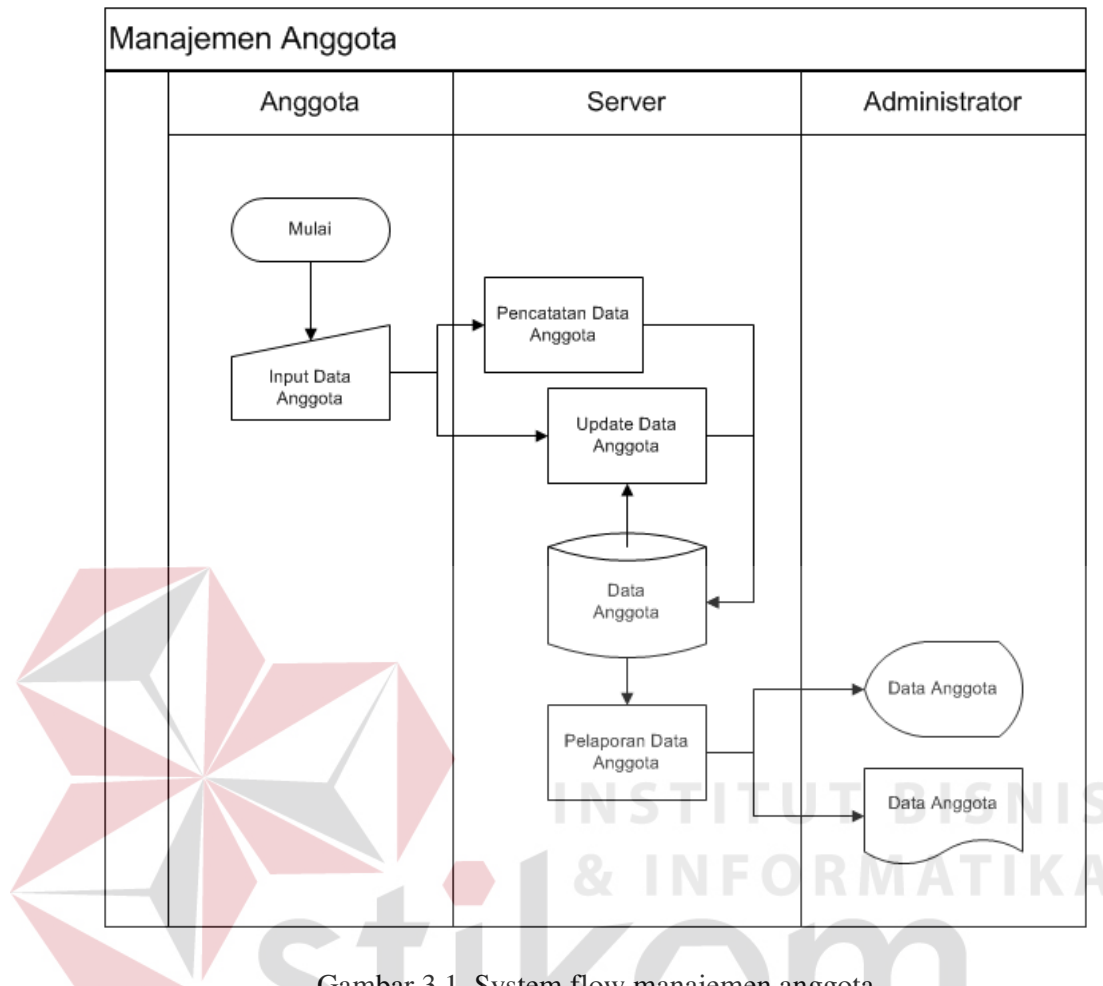 Manajemen Anggota
Anggota
Server
Administrator
Mulai
Input Data
Anggota
Pencatatan Data
Anggota
Update Data
Anggota
Data
Anggota
Pelaporan Data
Anggota
Data Anggota
Data Anggota
INSTITUT BISNIS
& INFORMATIKA
stikom
Gambar 3.1. System flow manajemen anggota